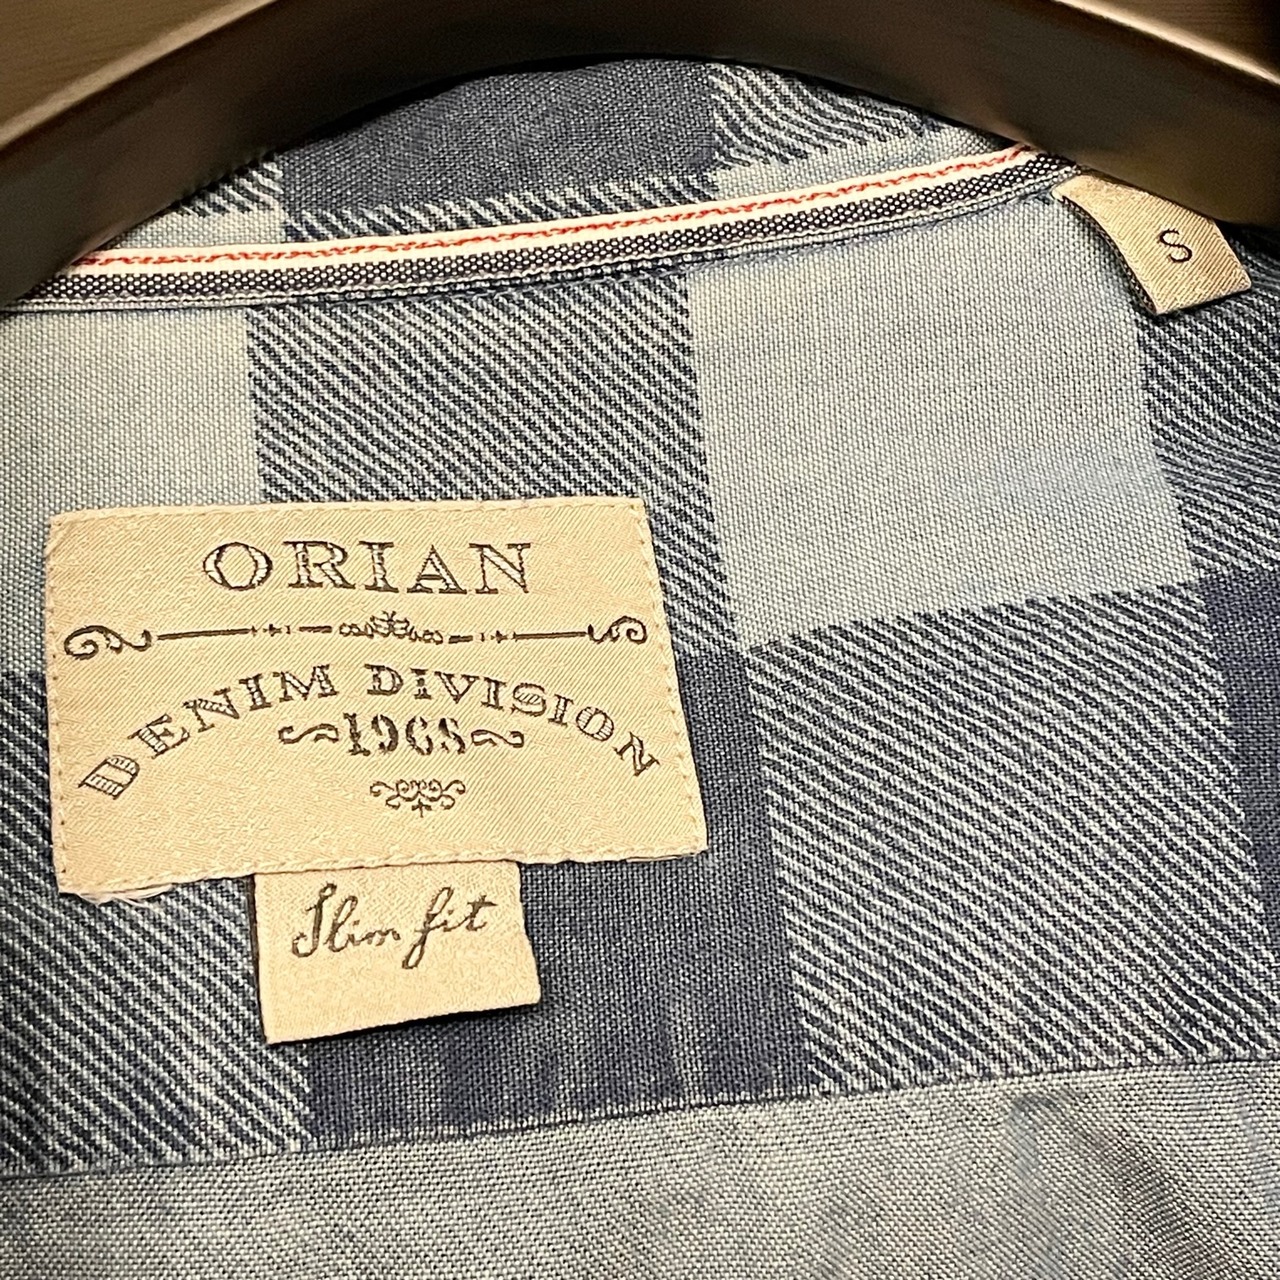 S
ORIAN
DENIM DIVISION
1968
Slim fit